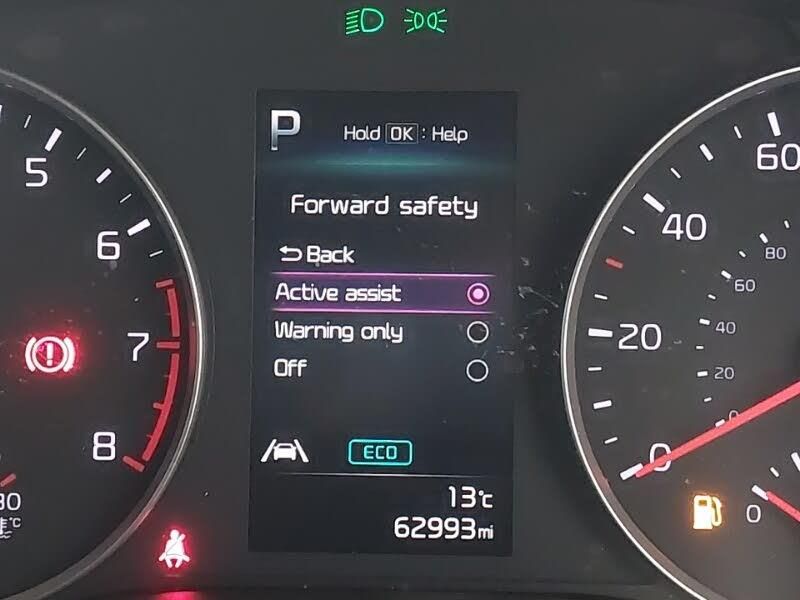 P
Hold OK : Help
Forward safety
Back
Active assist
Warning only
Off
ECO
13℃
62993mi
5
6
7
8
60
40
20
0
80
60
40
20
0
0